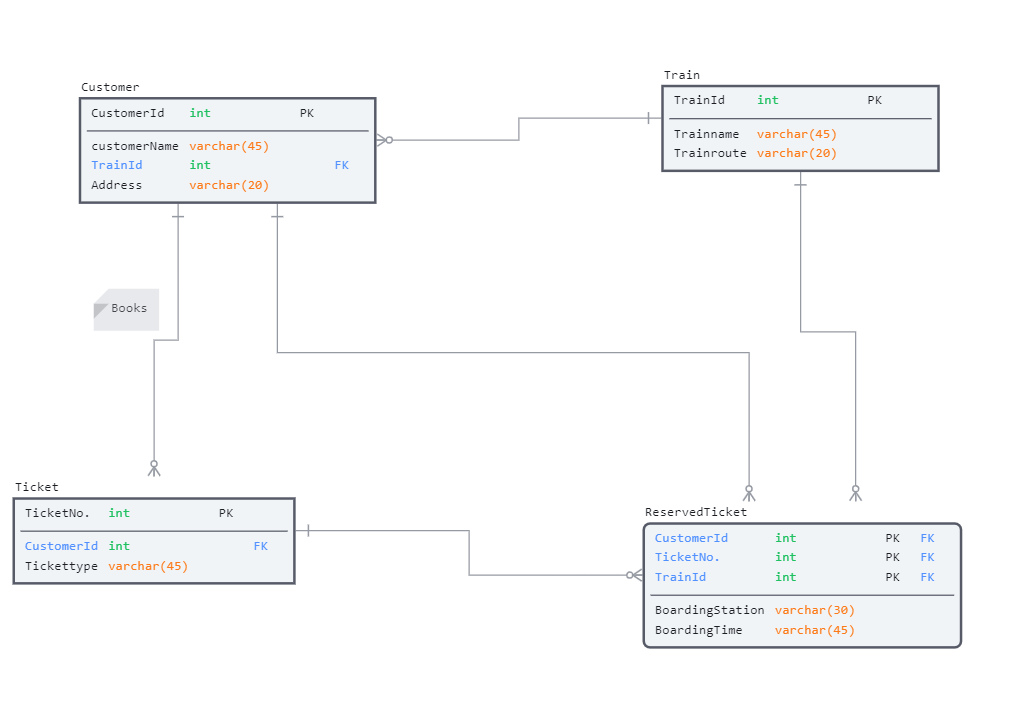 Customer
CustomerId int PK
customerName varchar(45)
TrainId int FK
Address varchar(20)
Train
TrainId int PK
Trainname varchar(45)
Trainroute varchar(20)
Books
Ticket
TicketNo. int PK
CustomerId int FK
Tickettype varchar(45)
ReservedTicket
CustomerId int PK FK
TicketNo. int PK FK
TrainId int PK FK
BoardingStation varchar(30)
BoardingTime varchar(45)